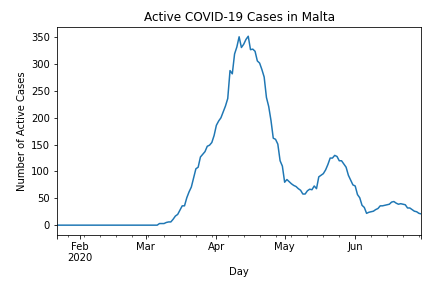 Active COVID-19 Cases in Malta
350
300
250
200
150
100
50
0
Number of Active Cases
Feb Mar Apr May Jun
2020
Day